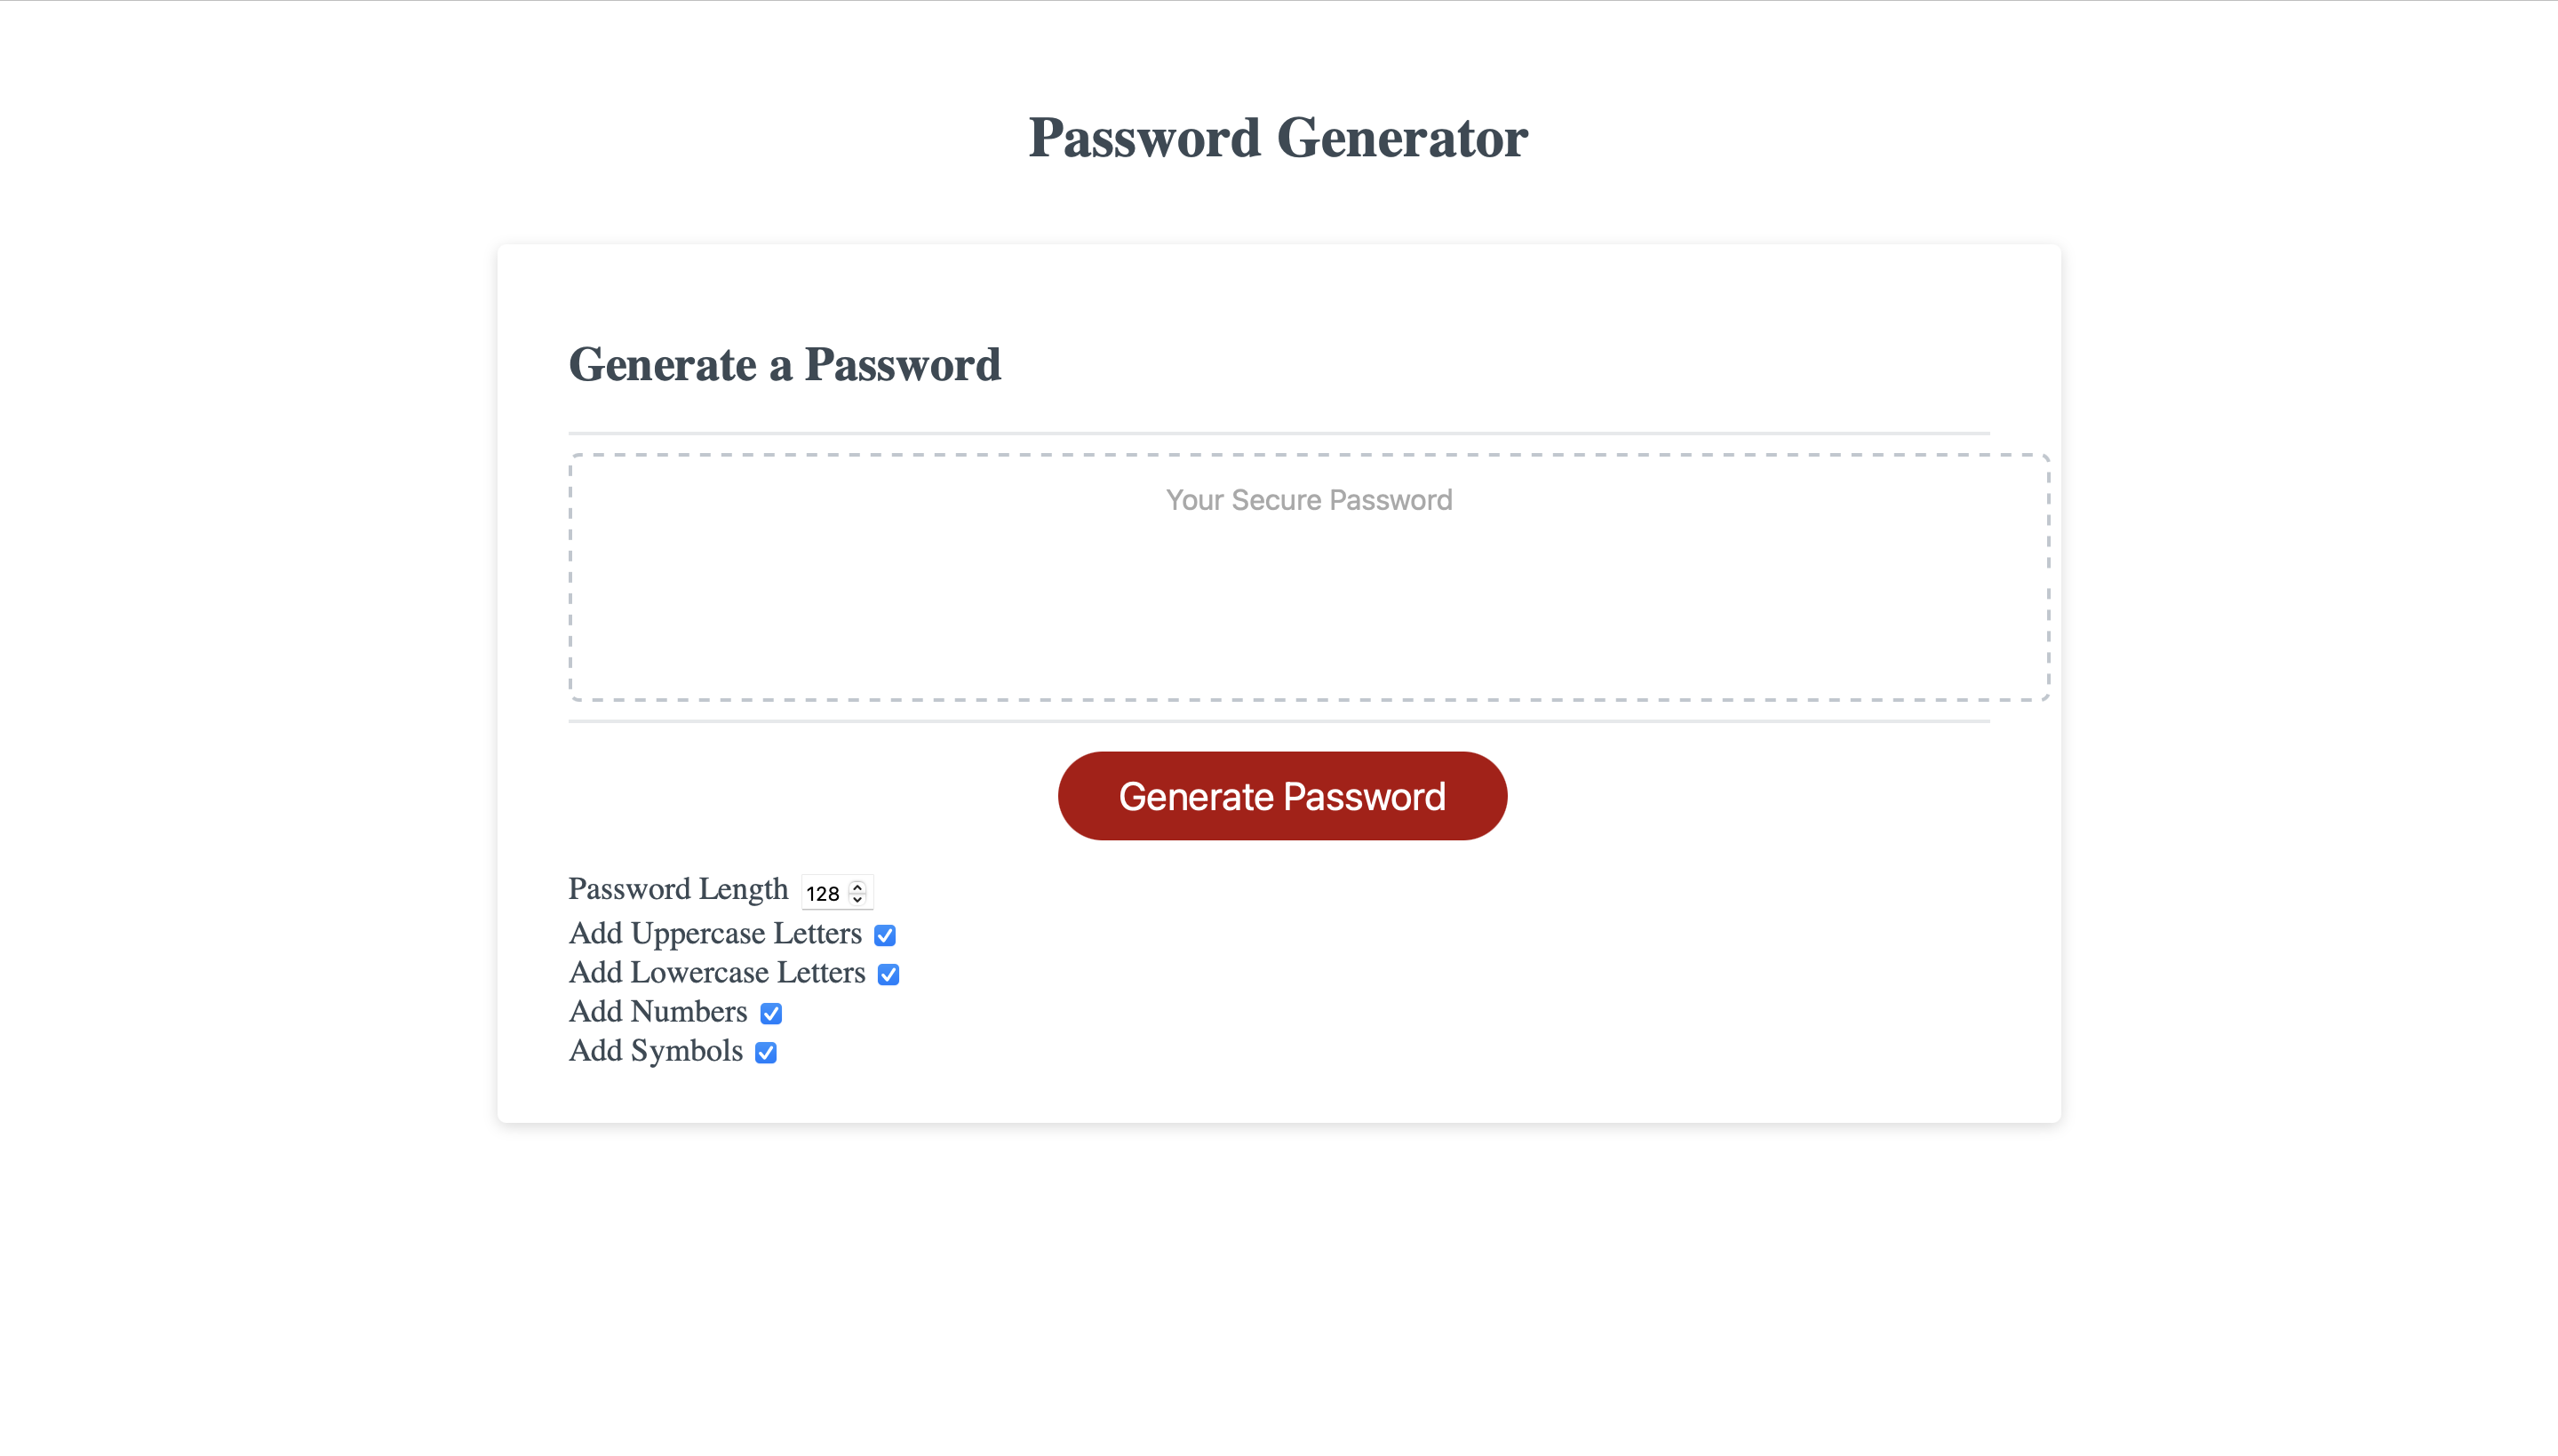 Password Generator
Generate a Password
Your Secure Password
Generate Password
Password Length 128
Add Uppercase Letters
Add Lowercase Letters
Add Numbers
Add Symbols